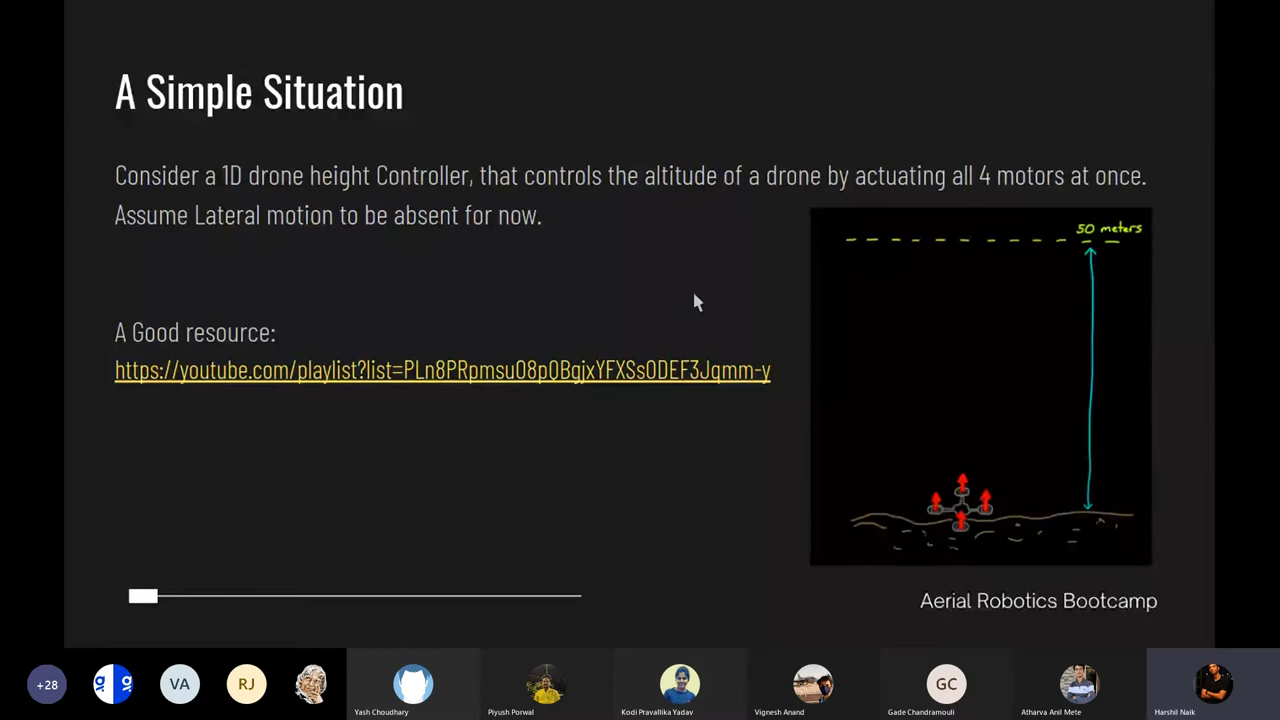 A Simple Situation
Consider a 1D drone height Controller, that controls the altitude of a drone by actuating all 4 motors at once.
Assume Lateral motion to be absent for now.
50 meters
A Good resource:
https://youtube.com/playlist?list=PLn8PRpmsu08pQBgjxYFXSsODEF3Jqmm-y
Aerial Robotics Bootcamp
+28
VA
RJ
GC
Yash Choudhary
Piyush Porwal
Kodi Pravallika Yadav
Vignesh Anand
Gade Chandramouli
Atharva Anil Mete
Harshil Naik